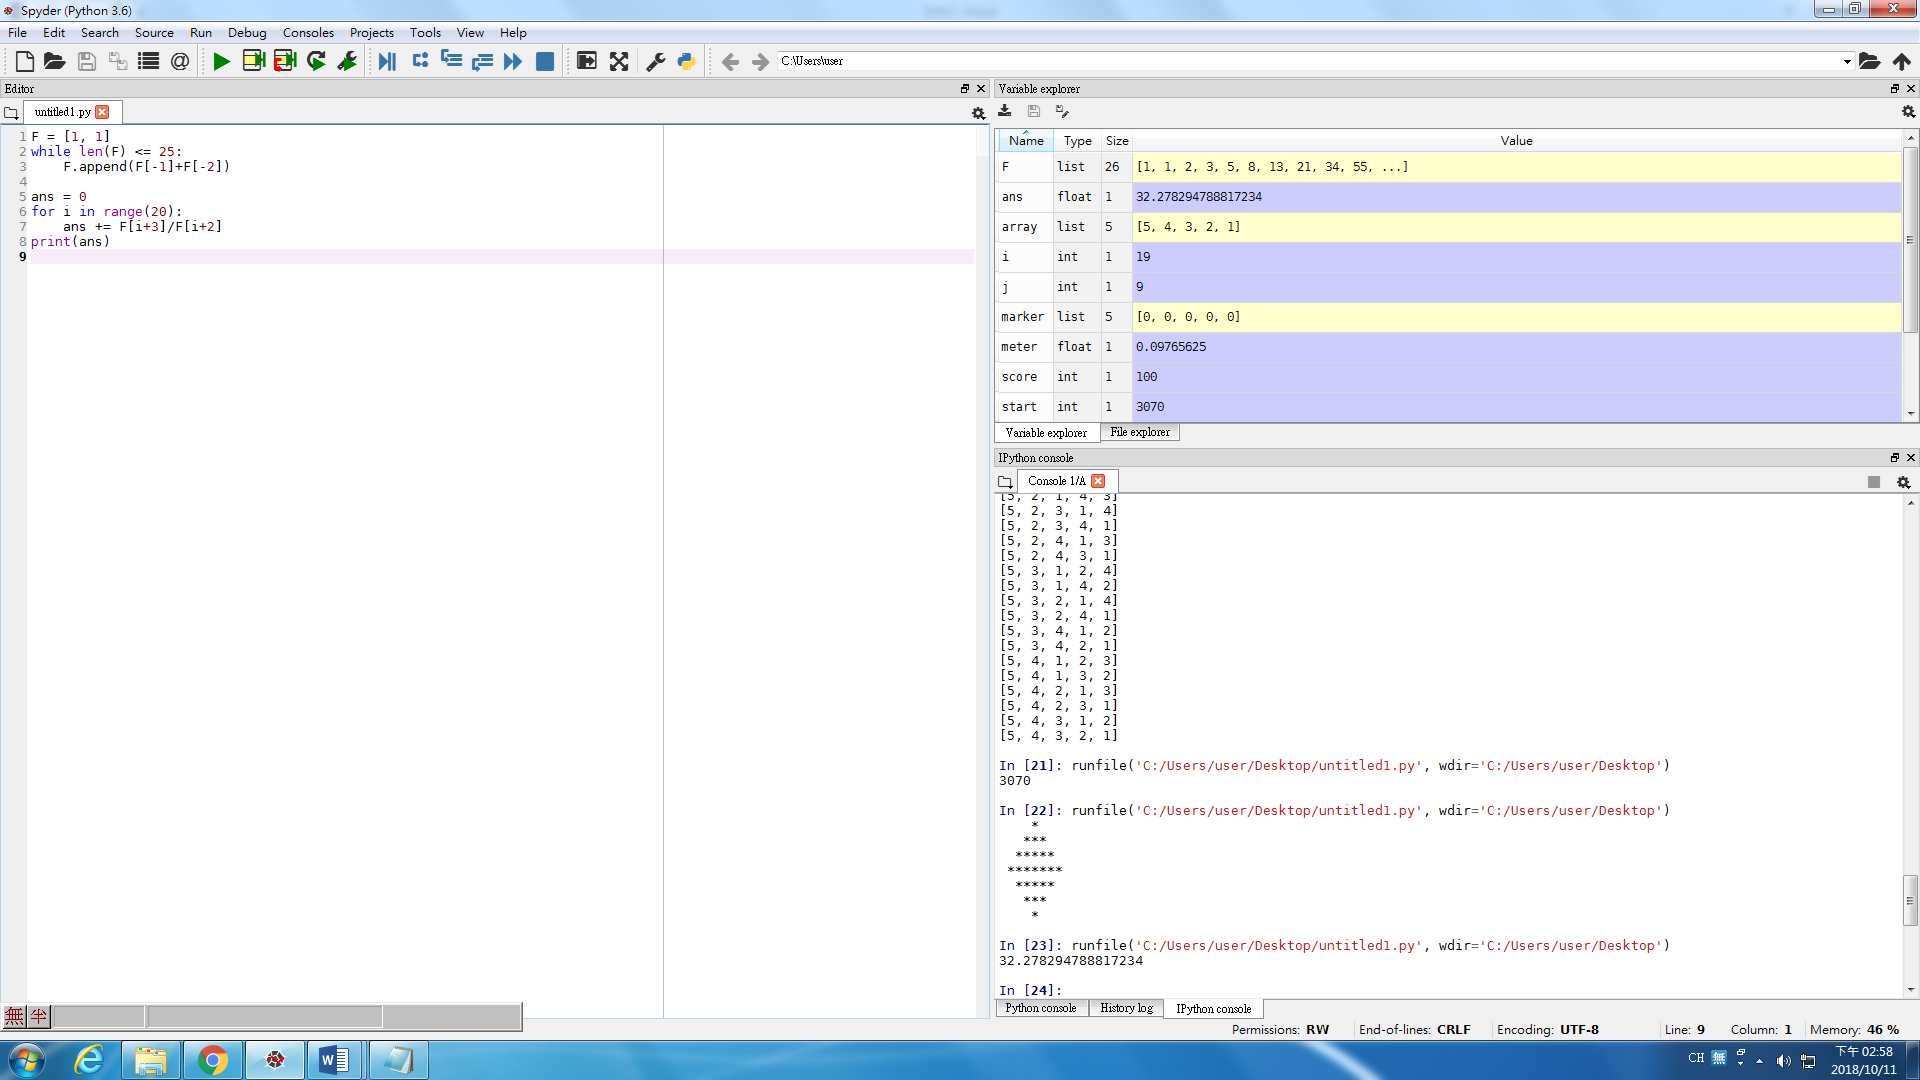 Spyder (Python 3.6)
File Edit Search Source Run Debug Consoles Projects Tools View Help
C:\Users\user
Editor
untitled1.py
1 F = [1, 1]
2 while len(F) <= 25:
3     F.append(F[-1]+F[-2])
4
5 ans = 0
6 for i in range(20):
7     ans += F[i+3]/F[i+2]
8 print(ans)
9
Variable explorer
Name Type Size Value
F list 26 [1, 1, 2, 3, 5, 8, 13, 21, 34, 55, ...]
ans float 1 32.278294788817234
array list 5 [5, 4, 3, 2, 1]
i int 1 19
j int 1 9
marker list 5 [0, 0, 0, 0, 0]
meter float 1 0.09765625
score int 1 100
start int 1 3070
Variable explorer File explorer
IPython console
Console 1/A
[5, 2, 1, 4, 3]
[5, 2, 3, 1, 4]
[5, 2, 3, 4, 1]
[5, 2, 4, 1, 3]
[5, 2, 4, 3, 1]
[5, 3, 1, 2, 4]
[5, 3, 1, 4, 2]
[5, 3, 2, 1, 4]
[5, 3, 2, 4, 1]
[5, 3, 4, 1, 2]
[5, 3, 4, 2, 1]
[5, 4, 1, 2, 3]
[5, 4, 1, 3, 2]
[5, 4, 2, 1, 3]
[5, 4, 2, 3, 1]
[5, 4, 3, 1, 2]
[5, 4, 3, 2, 1]
In [21]: runfile('C:/Users/user/Desktop/untitled1.py', wdir='C:/Users/user/Desktop')
3070
In [22]: runfile('C:/Users/user/Desktop/untitled1.py', wdir='C:/Users/user/Desktop')
    *
   ***
  *****
 *******
  *****
   ***
    *
In [23]: runfile('C:/Users/user/Desktop/untitled1.py', wdir='C:/Users/user/Desktop')
32.278294788817234
In [24]:
Python console History log IPython console
無 半
Permissions: RW End-of-lines: CRLF Encoding: UTF-8 Line: 9 Column: 1 Memory: 46 %
CH 無 下午 02:58
2018/10/11